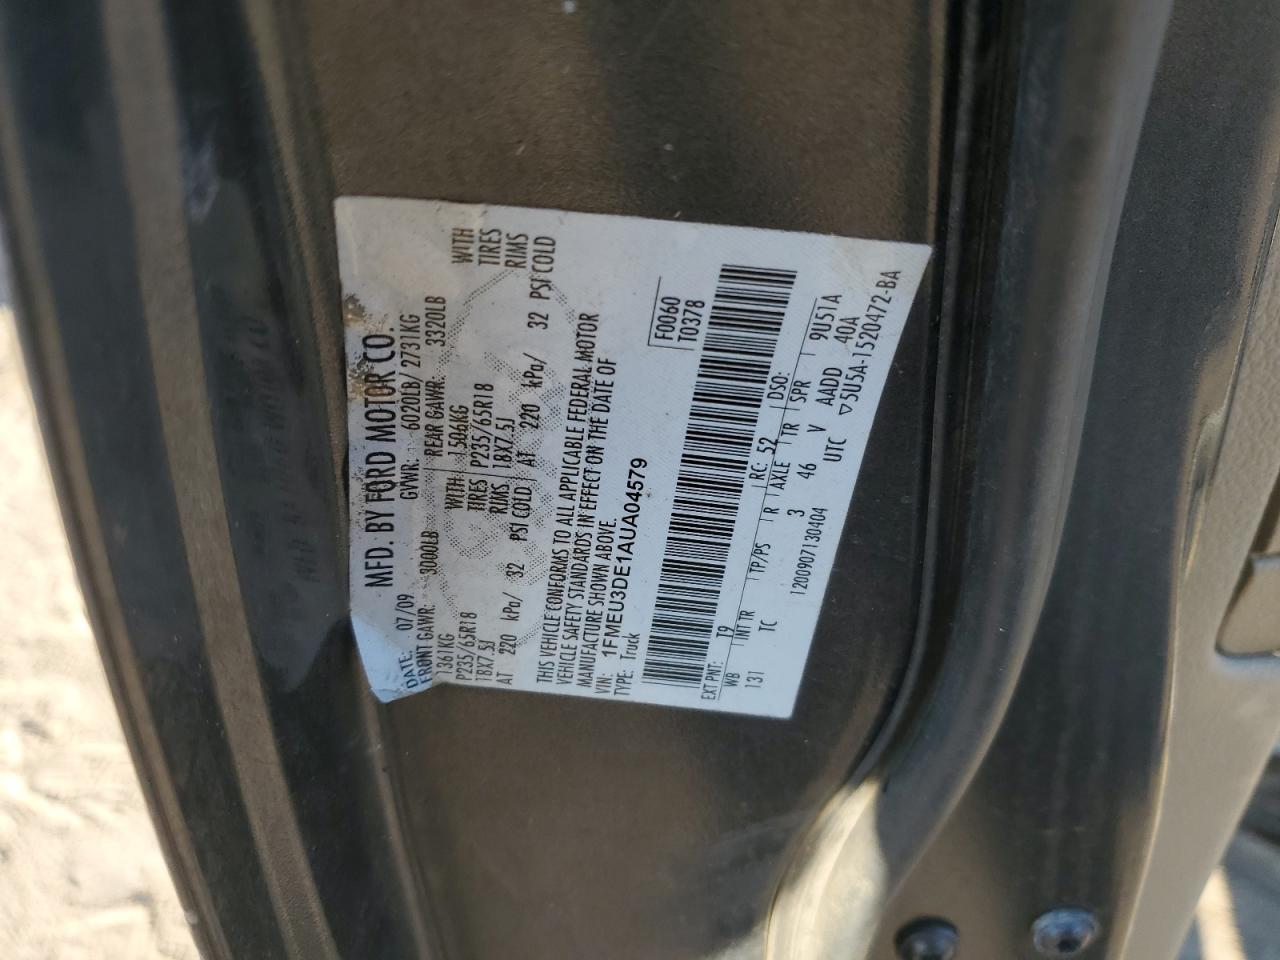 MFD. BY FORD MOTOR CO.
DATE: 07/09 GVWR: 6020LB/ 2731KG
FRONT GAWR: 3000LB REAR GAWR: 3320LB
1361KG WITH 1506KG WITH
P235/65R18 TIRES P235/65R18 TIRES
18X7.5J RIMS 18X7.5J RIMS
AT 220 kPa/ 32 PSI COLD AT 220 kPa/ 32 PSI COLD
THIS VEHICLE CONFORMS TO ALL APPLICABLE FEDERAL MOTOR
VEHICLE SAFETY STANDARDS IN EFFECT ON THE DATE OF
MANUFACTURE SHOWN ABOVE.
VIN: 1FMEU3DE1AUA04579
TYPE: Truck
F0060
T0378
EXT PNT: T9 RC: 52 DSO:
WB INT TR TP/PS R AXLE TR SPR
131 TC 3 46 V AADD 9U51A 40A
1200907130404 UTC ▽5U5A-1520472-BA